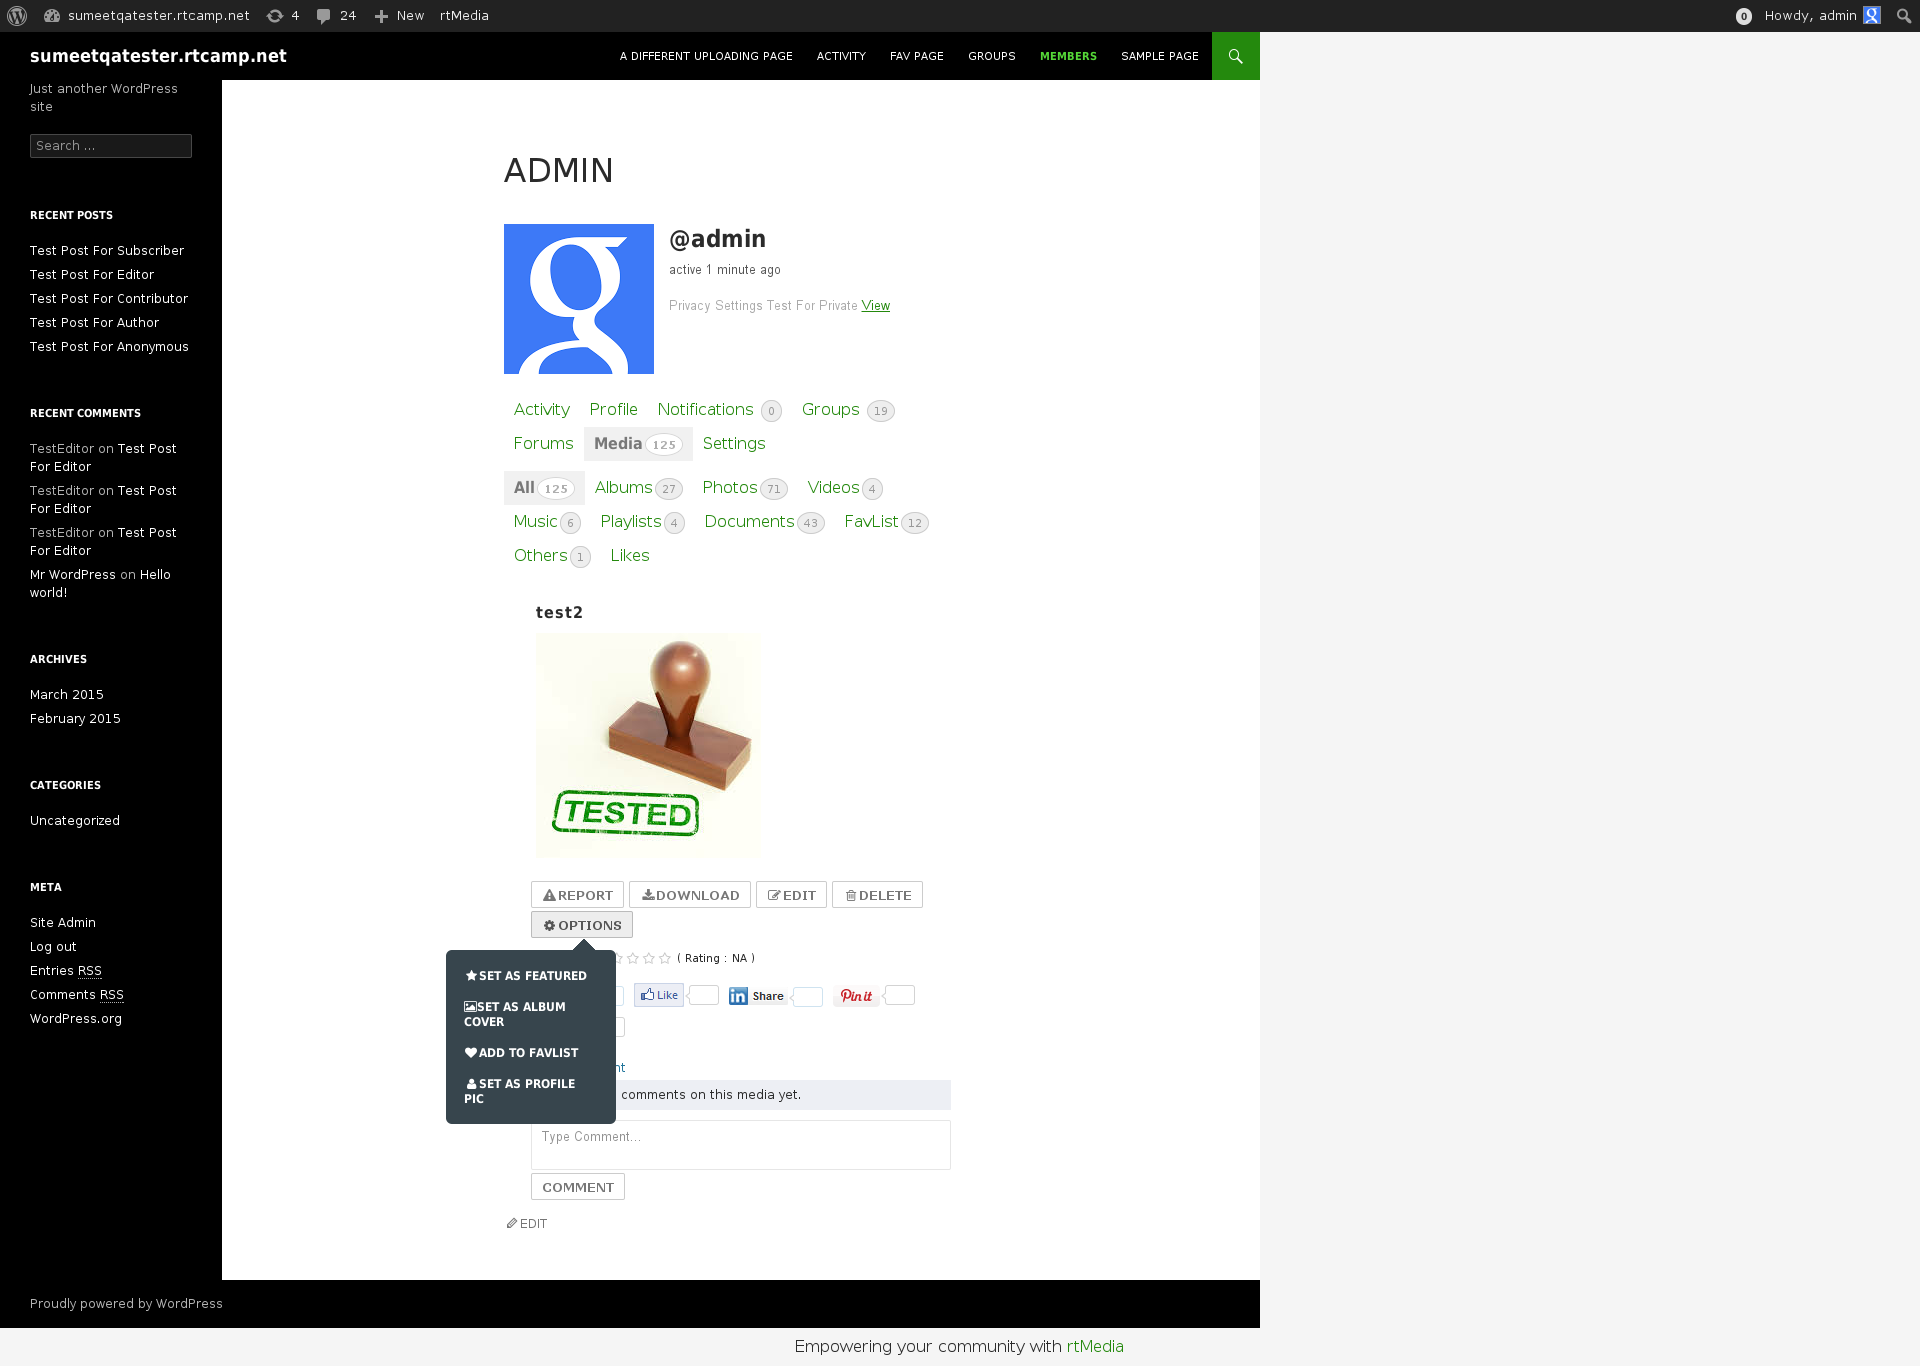 sumeetqatester.rtcamp.net 4 24 New rtMedia 0 Howdy, admin
sumeetqatester.rtcamp.net
A DIFFERENT UPLOADING PAGE ACTIVITY FAV PAGE GROUPS MEMBERS SAMPLE PAGE
Just another WordPress
site
Search ...
RECENT POSTS
Test Post For Subscriber
Test Post For Editor
Test Post For Contributor
Test Post For Author
Test Post For Anonymous
RECENT COMMENTS
TestEditor on Test Post
For Editor
TestEditor on Test Post
For Editor
TestEditor on Test Post
For Editor
Mr WordPress on Hello
world!
ARCHIVES
March 2015
February 2015
CATEGORIES
Uncategorized
META
Site Admin
Log out
Entries RSS
Comments RSS
WordPress.org
ADMIN
@admin
active 1 minute ago
Privacy Settings Test For Private View
Activity Profile Notifications 0 Groups 19
Forums Media 125 Settings
All 125 Albums 27 Photos 71 Videos 4
Music 6 Playlists 4 Documents 43 FavList 12
Others 1 Likes
test2
TESTED
REPORT DOWNLOAD EDIT DELETE
OPTIONS
( Rating : NA )
SET AS FEATURED
SET AS ALBUM
COVER
ADD TO FAVLIST
SET AS PROFILE
PIC
Like in Share Pin it
nt
comments on this media yet.
Type Comment...
COMMENT
EDIT
Proudly powered by WordPress
Empowering your community with rtMedia